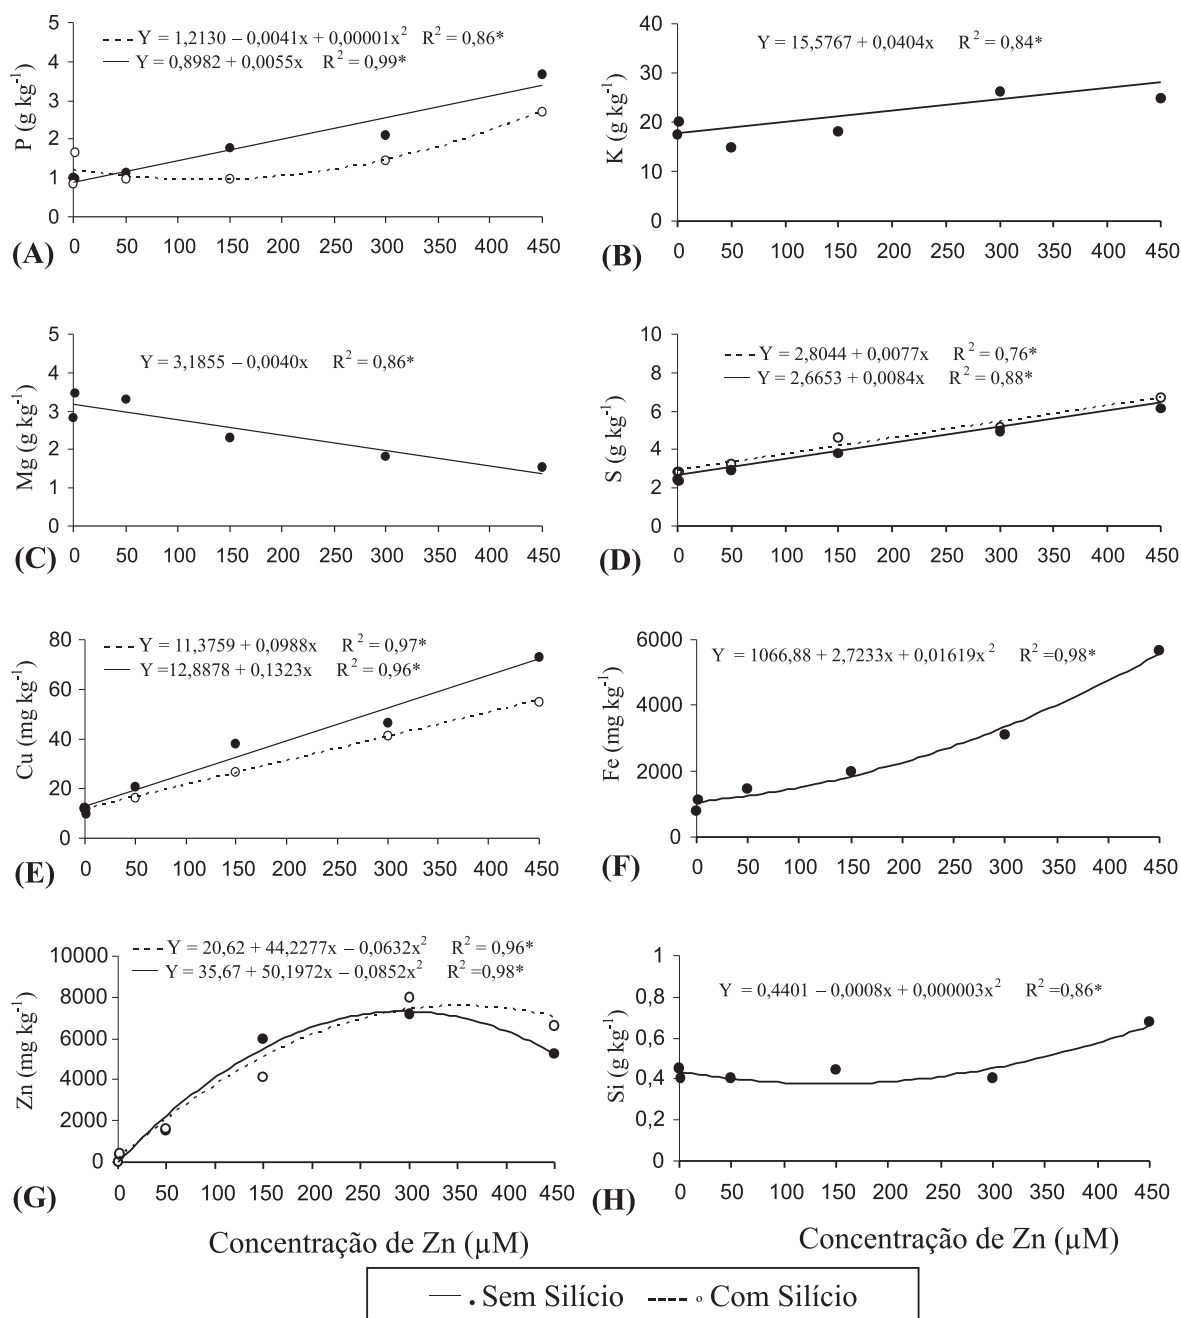 5
4
3
2
1
0
P (g kg-1)
Y = 1,2130 – 0,0041x + 0,00001x2 R2 = 0,86*
Y = 0,8982 + 0,0055x R2 = 0,99*
0 50 100 150 200 250 300 350 400 450
(A)
40
30
20
10
0
K (g kg-1)
Y = 15,5767 + 0,0404x R2 = 0,84*
0 50 100 150 200 250 300 350 400 450
(B)
5
4
3
2
1
0
Mg (g kg-1)
Y = 3,1855 – 0,0040x R2 = 0,86*
0 50 100 150 200 250 300 350 400 450
(C)
10
8
6
4
2
0
S (g kg-1)
Y = 2,8044 + 0,0077x R2 = 0,76*
Y = 2,6653 + 0,0084x R2 = 0,88*
0 50 100 150 200 250 300 350 400 450
(D)
80
60
40
20
0
Cu (mg kg-1)
Y = 11,3759 + 0,0988x R2 = 0,97*
Y =12,8878 + 0,1323x R2 = 0,96*
0 50 100 150 200 250 300 350 400 450
(E)
6000
4000
2000
0
Fe (mg kg-1)
Y = 1066,88 + 2,7233x + 0,01619x2 R2 =0,98*
0 50 100 150 200 250 300 350 400 450
(F)
10000
8000
6000
4000
2000
0
Zn (mg kg-1)
Y = 20,62 + 44,2277x – 0,0632x2 R2 = 0,96*
Y = 35,67 + 50,1972x – 0,0852x2 R2 =0,98*
0 50 100 150 200 250 300 350 400 450
(G)
1
0,8
0,6
0,4
0,2
0
Si (g kg-1)
Y = 0,4401 – 0,0008x + 0,000003x2 R2 =0,86*
0 50 100 150 200 250 300 350 400 450
(H)
Concentração de Zn (µM)
Concentração de Zn (µM)
Sem Silício Com Silício